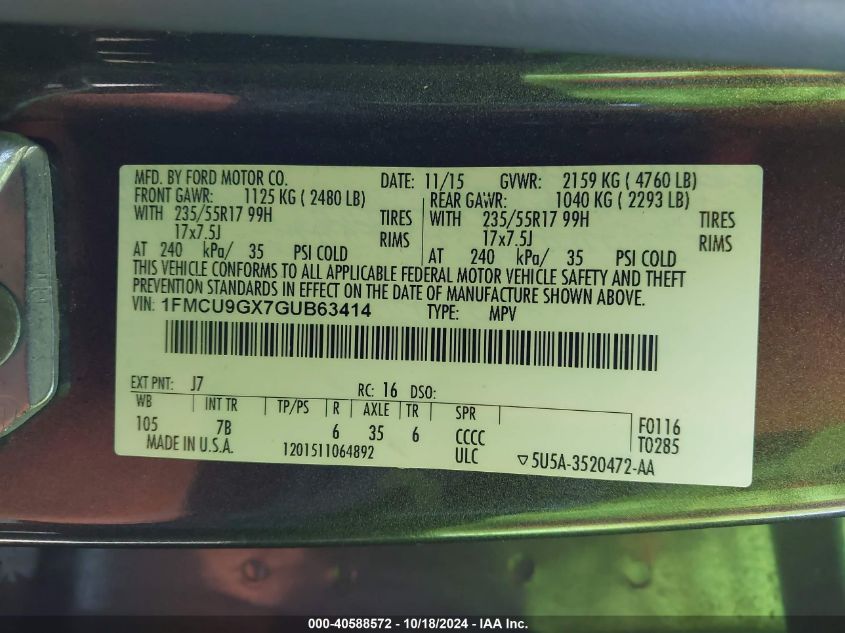 MFD. BY FORD MOTOR CO. DATE: 11/15 GVWR: 2159 KG ( 4760 LB)
FRONT GAWR: 1125 KG ( 2480 LB) REAR GAWR: 1040 KG ( 2293 LB)
WITH 235/55R17 99H TIRES WITH 235/55R17 99H TIRES
17x7.5J RIMS 17x7.5J RIMS
AT 240 kPa/ 35 PSI COLD AT 240 kPa/ 35 PSI COLD
THIS VEHICLE CONFORMS TO ALL APPLICABLE FEDERAL MOTOR VEHICLE SAFETY AND THEFT
PREVENTION STANDARDS IN EFFECT ON THE DATE OF MANUFACTURE SHOWN ABOVE.
VIN: 1FMCU9GX7GUB63414 TYPE: MPV
EXT PNT: J7 RC: 16 DSO:
WB INT TR TP/PS R AXLE TR SPR F0116
105 7B 6 35 6 CCCC T0285
MADE IN U.S.A. 1201511064892 ULC ▽5U5A-3520472-AA
000-40588572 - 10/18/2024 - IAA Inc.